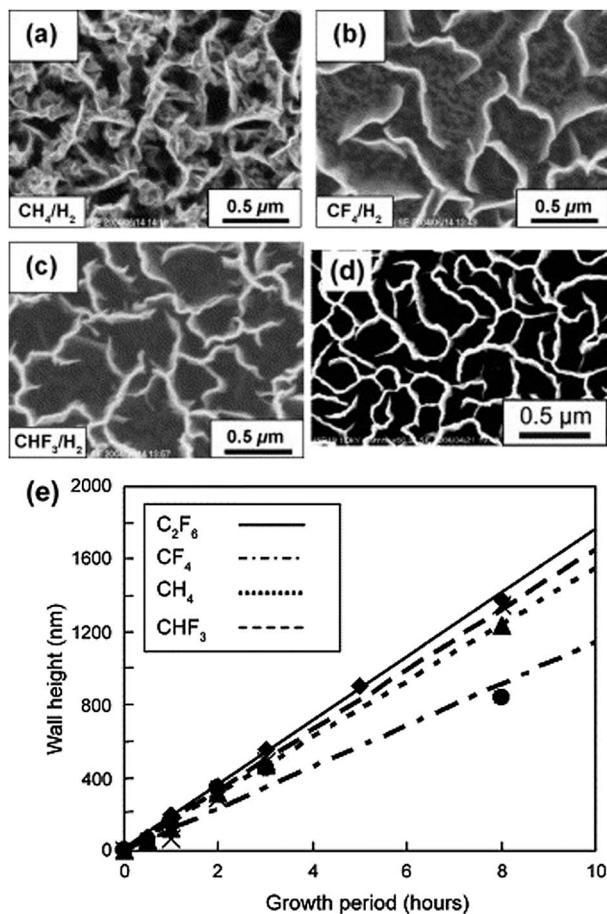 (a)
CH4/H2
0.5 µm
(b)
CF4/H2
0.5 µm
(c)
CHF3/H2
0.5 µm
(d)
0.5 µm
(e)
2000
1600
1200
800
400
0
Wall height (nm)
C2F6
CF4
CH4
CHF3
0 2 4 6 8 10
Growth period (hours)